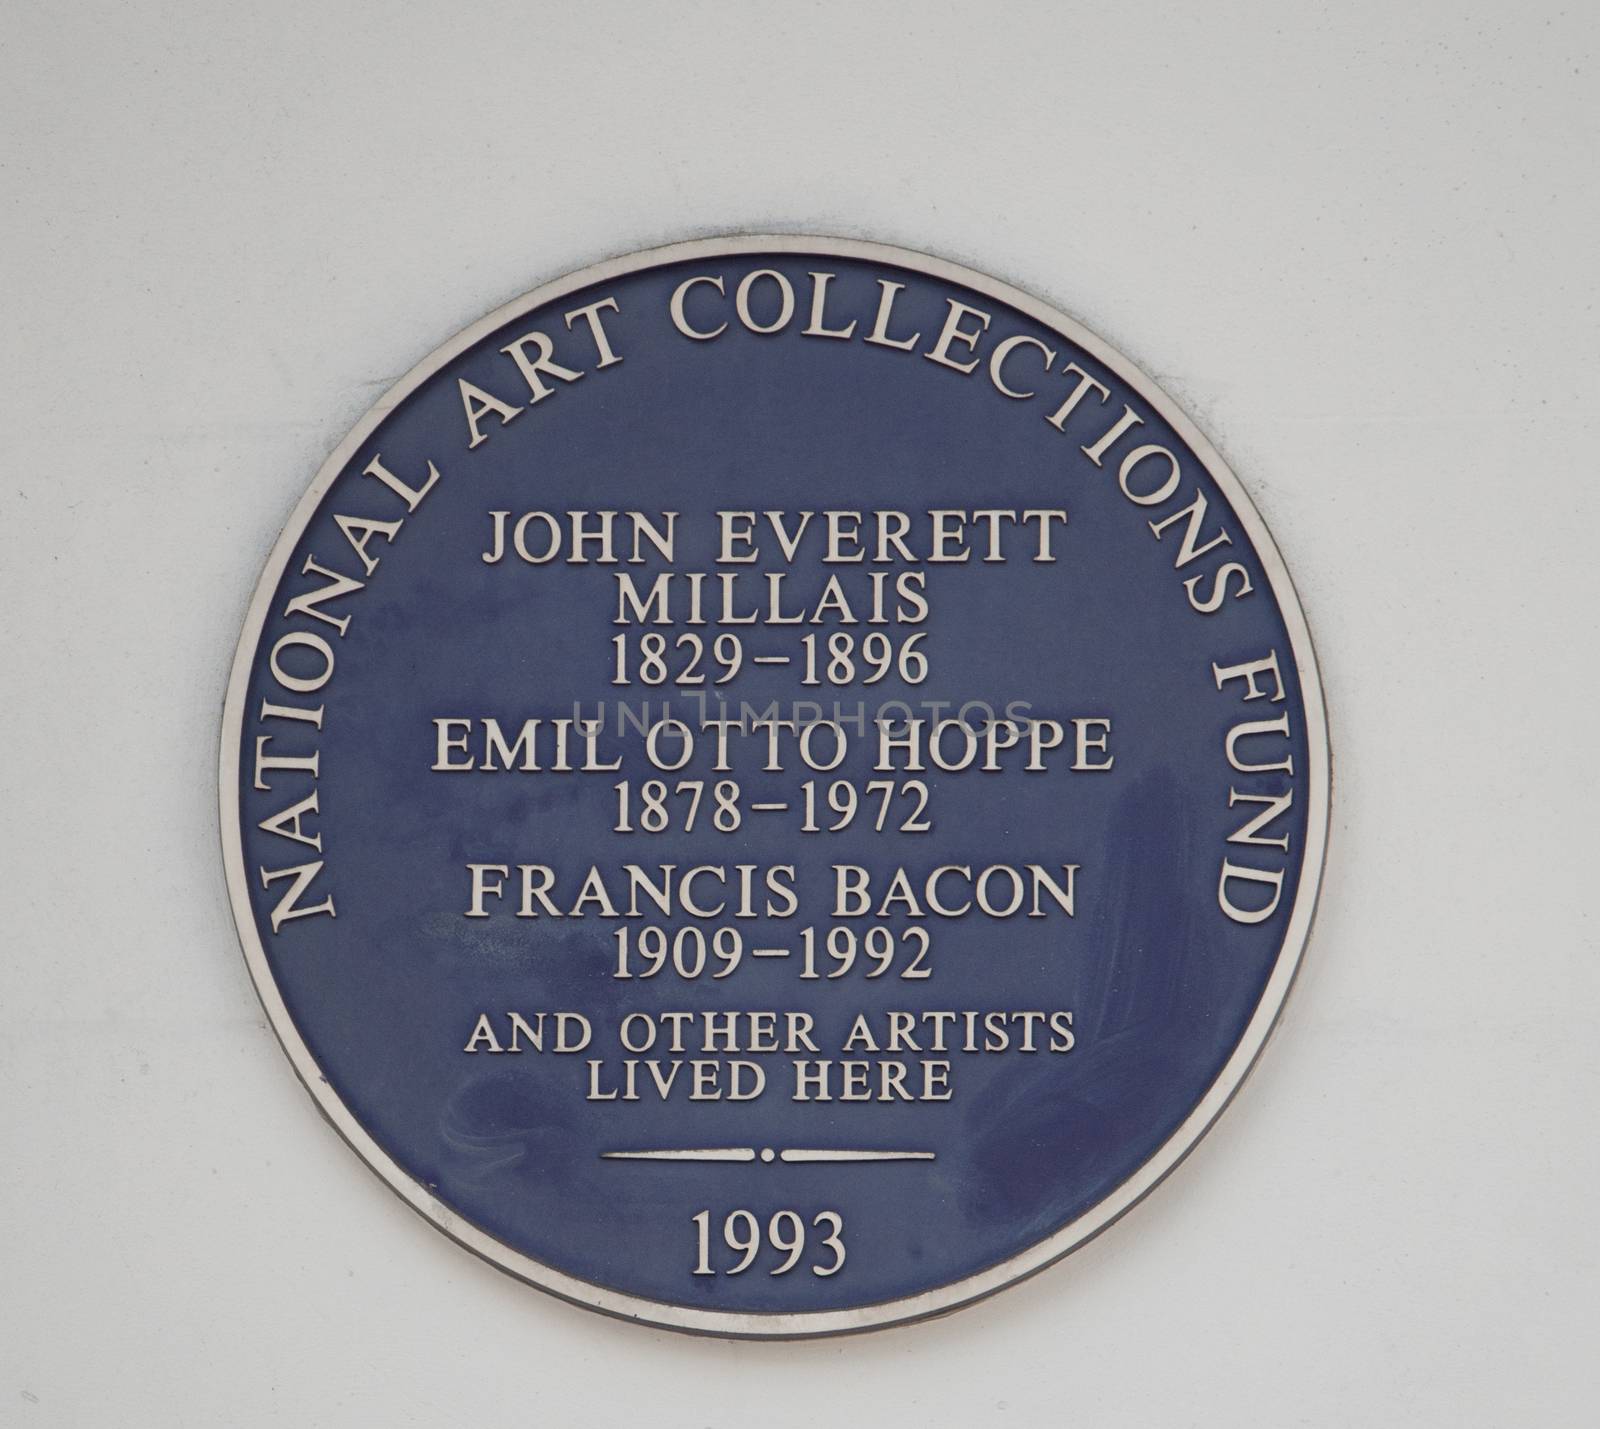 NATIONAL ART COLLECTIONS FUND
JOHN EVERETT
MILLAIS
1829–1896
EMIL OTTO HOPPE
1878–1972
FRANCIS BACON
1909–1992
AND OTHER ARTISTS
LIVED HERE
1993